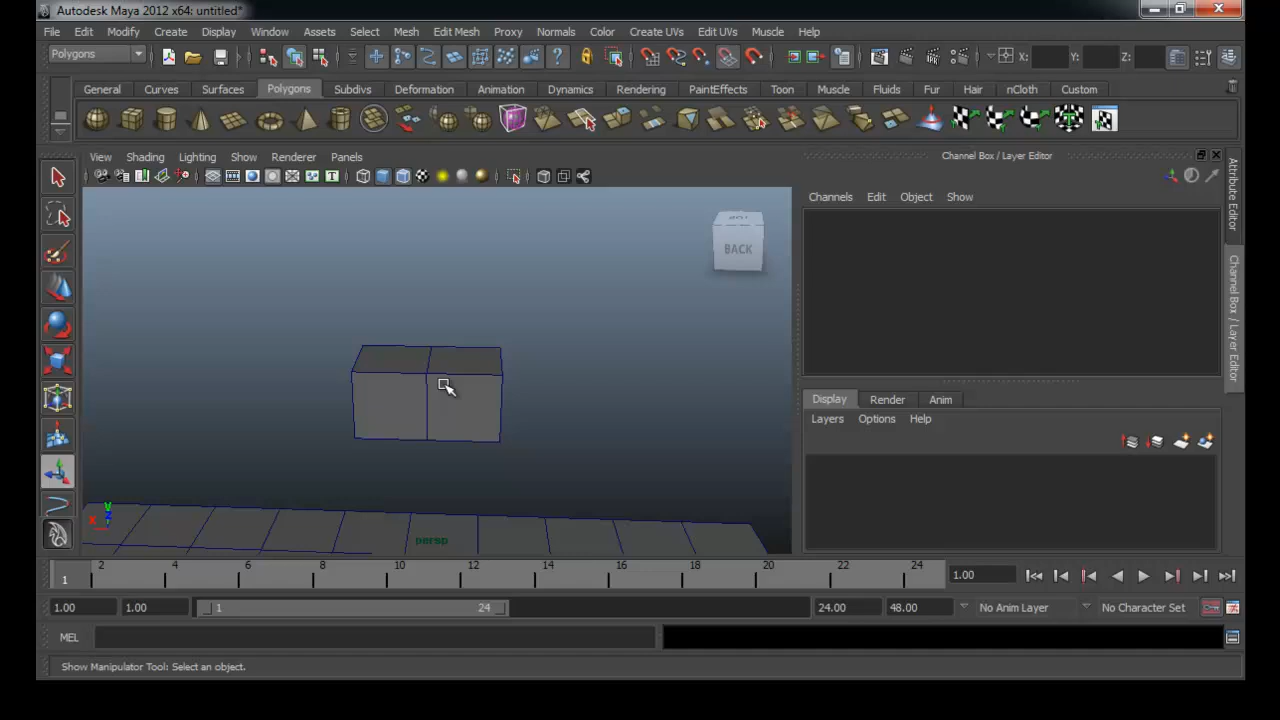 Autodesk Maya 2012 x64: untitled*
File Edit Modify Create Display Window Assets Select Mesh Edit Mesh Proxy Normals Color Create UVs Edit UVs Muscle Help
Polygons X: Y: Z:
General Curves Surfaces Polygons Subdivs Deformation Animation Dynamics Rendering PaintEffects Toon Muscle Fluids Fur Hair nCloth Custom
View Shading Lighting Show Renderer Panels
Channel Box / Layer Editor
Channels Edit Object Show
BACK
Attribute Editor
Channel Box / Layer Editor
Display Render Anim
Layers Options Help
persp
1 2 4 6 8 10 12 14 16 18 20 22 24 1.00
1.00 1.00 1 24 24.00 48.00 No Anim Layer No Character Set
MEL
Show Manipulator Tool: Select an object.